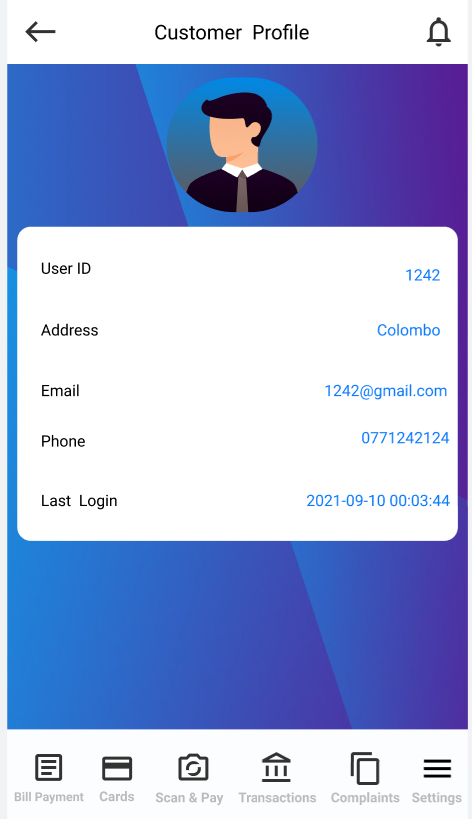 Customer Profile
User ID 1242
Address Colombo
Email 1242@gmail.com
Phone 0771242124
Last Login 2021-09-10 00:03:44
Bill Payment Cards Scan & Pay Transactions Complaints Settings